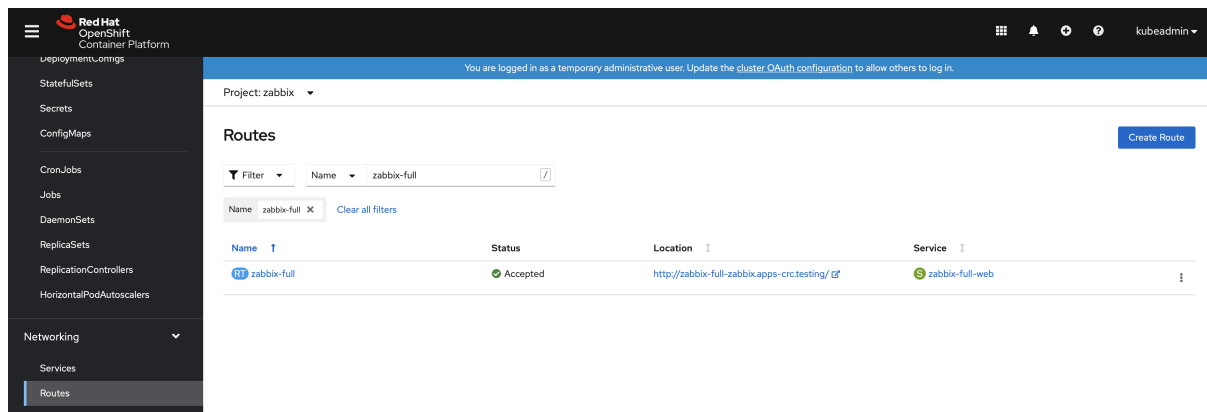 Red Hat
OpenShift
Container Platform
kubeadmin
DeploymentConfigs
StatefulSets
Secrets
ConfigMaps
CronJobs
Jobs
DaemonSets
ReplicaSets
ReplicationControllers
HorizontalPodAutoscalers
Networking
Services
Routes
You are logged in as a temporary administrative user. Update the cluster OAuth configuration to allow others to log in.
Project: zabbix
Routes
Create Route
Filter Name zabbix-full /
Name zabbix-full Clear all filters
Name Status Location Service
RT zabbix-full Accepted http://zabbix-full-zabbix.apps-crc.testing/ S zabbix-full-web